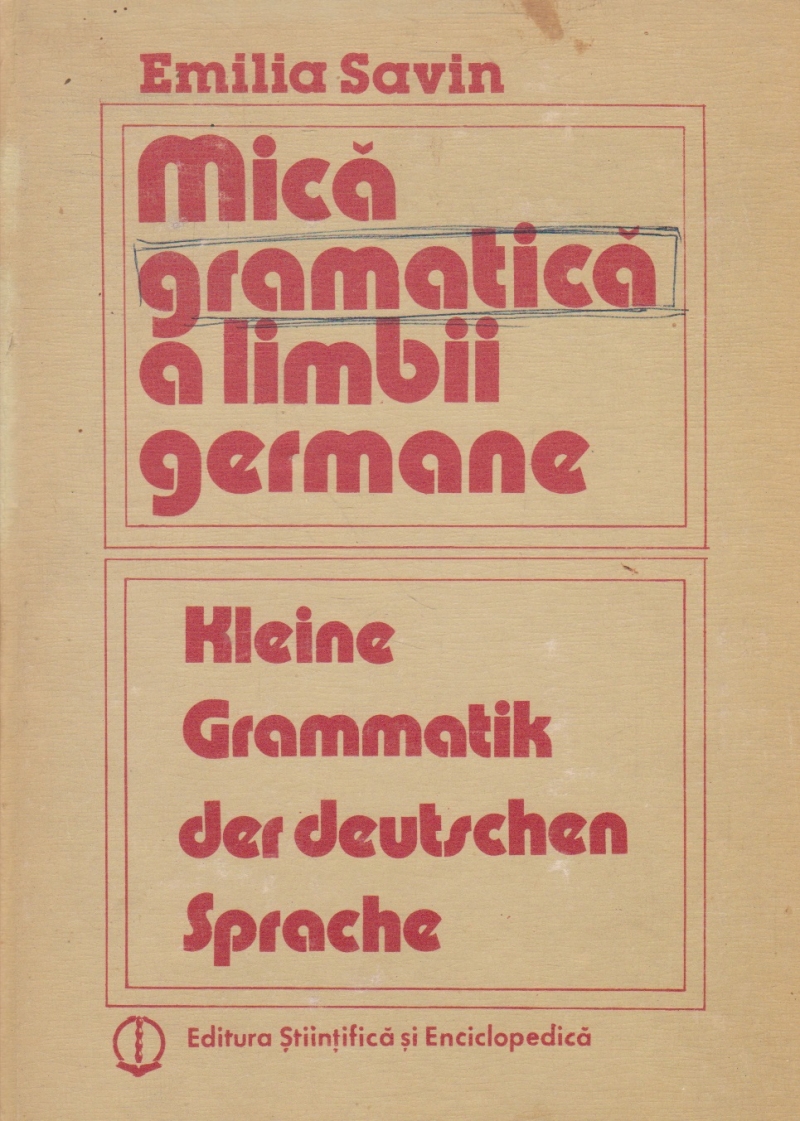 Emilia Savin
Mică
gramatică
a limbii
germane
Kleine
Grammatik
der deutschen
Sprache
Editura Științifică și Enciclopedică